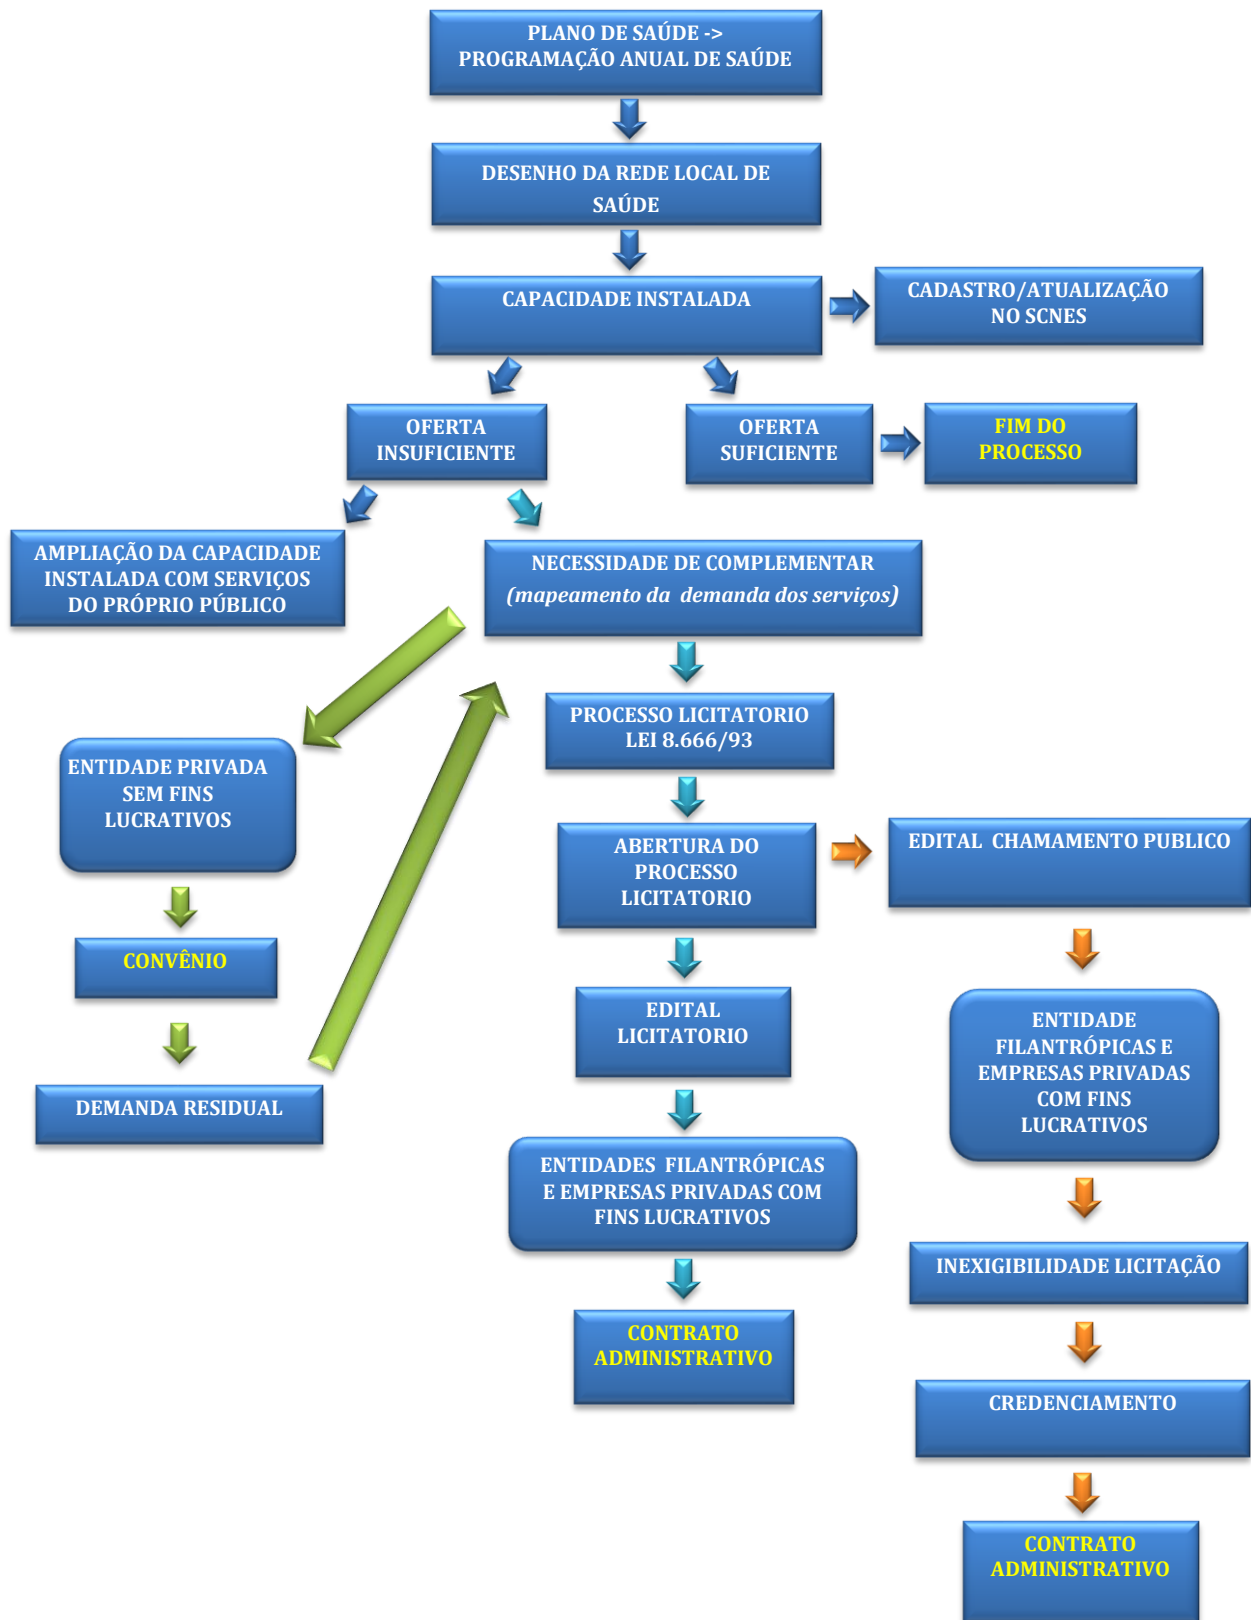 PLANO DE SAÚDE ->
PROGRAMAÇÃO ANUAL DE SAÚDE
DESENHO DA REDE LOCAL DE
SAÚDE
CAPACIDADE INSTALADA
CADASTRO/ATUALIZAÇÃO
NO SCNES
OFERTA
INSUFICIENTE
OFERTA
SUFICIENTE
FIM DO
PROCESSO
AMPLIAÇÃO DA CAPACIDADE
INSTALADA COM SERVIÇOS
DO PRÓPRIO PÚBLICO
NECESSIDADE DE COMPLEMENTAR
(mapeamento da  demanda dos serviços)
PROCESSO LICITATORIO
LEI 8.666/93
ENTIDADE PRIVADA
SEM FINS
LUCRATIVOS
ABERTURA DO
PROCESSO
LICITATORIO
EDITAL  CHAMAMENTO PUBLICO
CONVÊNIO
EDITAL
LICITATORIO
ENTIDADE
FILANTRÓPICAS E
EMPRESAS PRIVADAS
COM FINS
LUCRATIVOS
DEMANDA RESIDUAL
ENTIDADES  FILANTRÓPICAS
E EMPRESAS PRIVADAS COM
FINS LUCRATIVOS
INEXIGIBILIDADE LICITAÇÃO
CONTRATO
ADMINISTRATIVO
CREDENCIAMENTO
CONTRATO
ADMINISTRATIVO